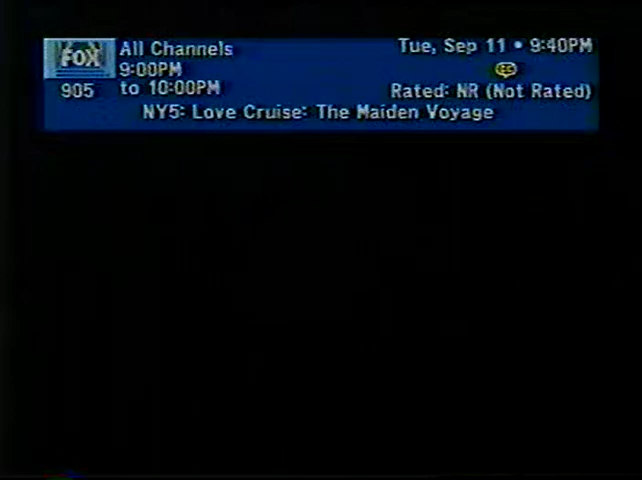 FOX All Channels Tue, Sep 11 • 9:40PM
9:00PM CC
905 to 10:00PM Rated: NR (Not Rated)
NY5: Love Cruise: The Maiden Voyage